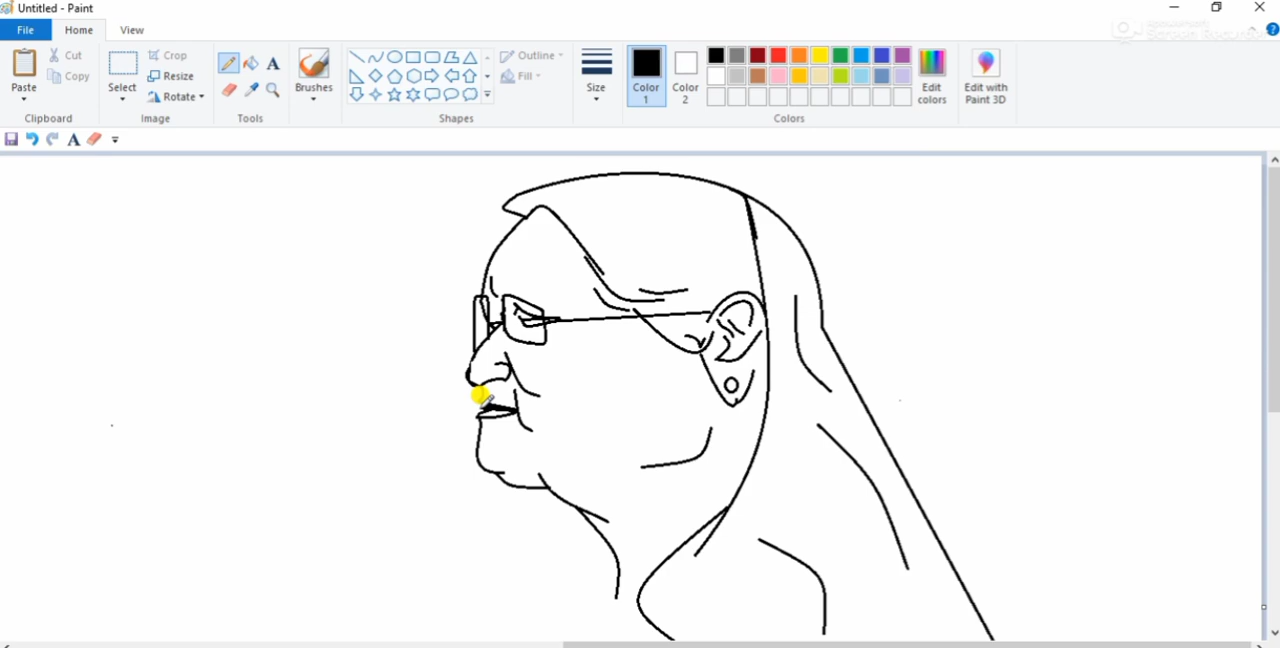 Untitled - Paint
File Home View
Cut Crop Outline
Copy Resize Fill
Paste Select Rotate Brushes Size Color 1 Color 2 Edit colors Edit with Paint 3D
Clipboard Image Tools Shapes Colors